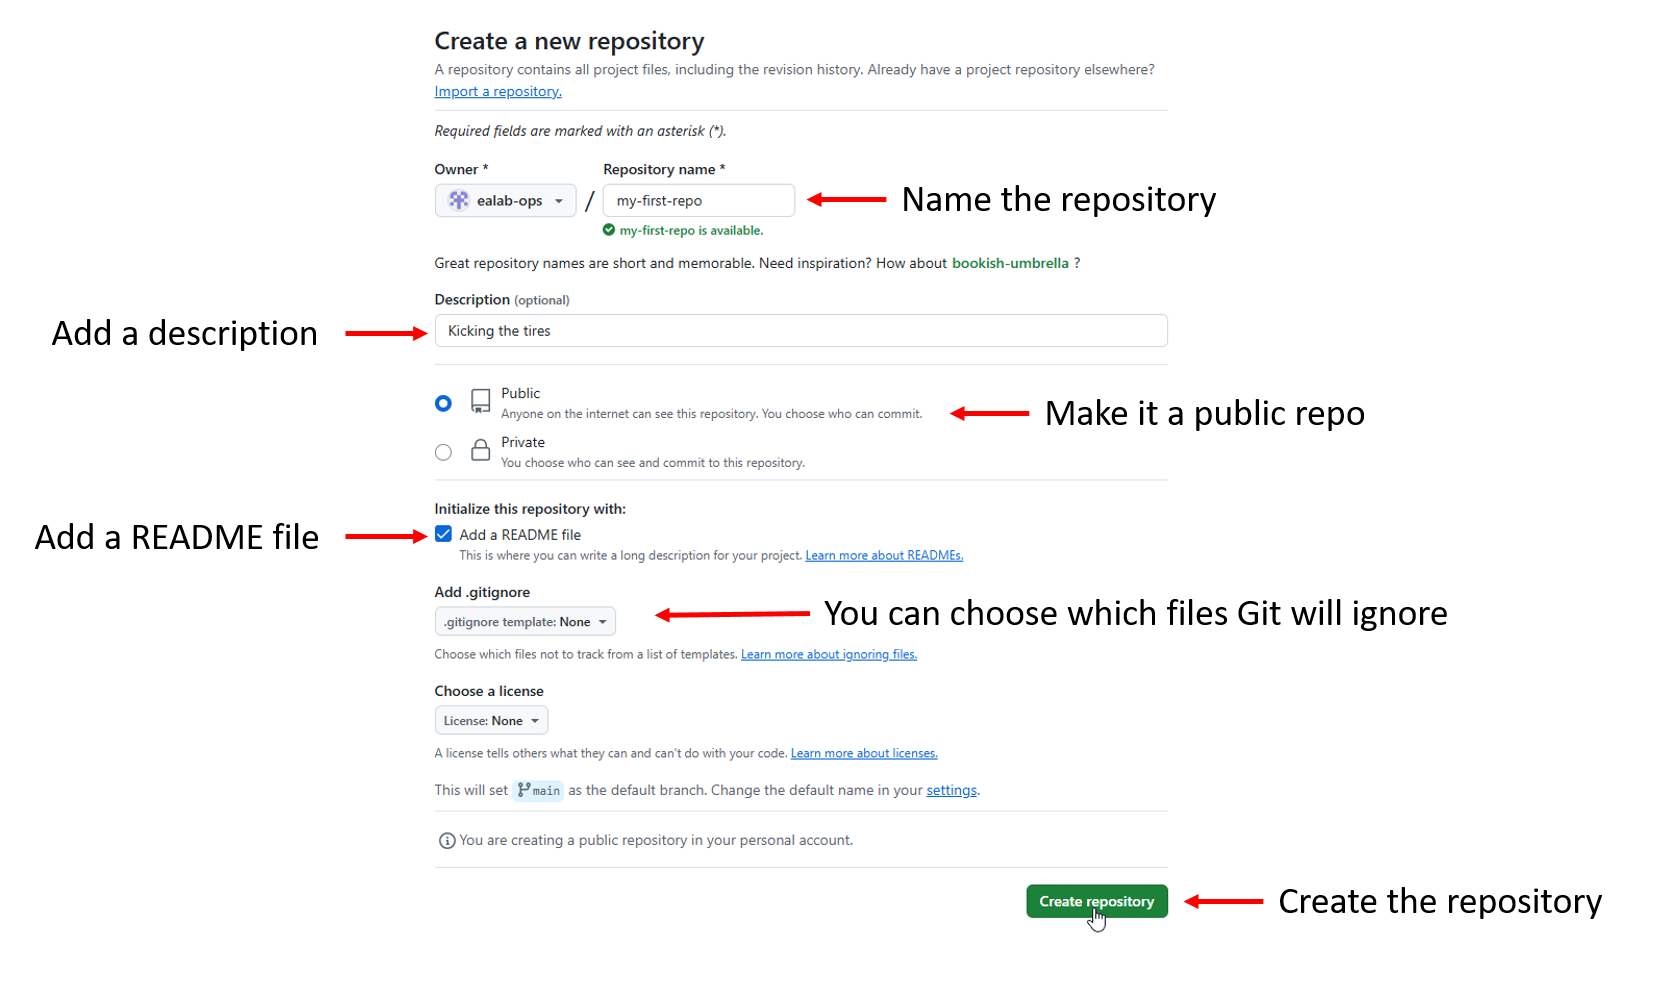 Create a new repository
A repository contains all project files, including the revision history. Already have a project repository elsewhere?
Import a repository.
Required fields are marked with an asterisk (*).
Owner *
Repository name *
ealab-ops
/
my-first-repo
Name the repository
my-first-repo is available.
Great repository names are short and memorable. Need inspiration? How about bookish-umbrella ?
Description (optional)
Add a description
Kicking the tires
Public
Anyone on the internet can see this repository. You choose who can commit.
Make it a public repo
Private
You choose who can see and commit to this repository.
Initialize this repository with:
Add a README file
Add a README file
This is where you can write a long description for your project. Learn more about READMEs.
Add .gitignore
.gitignore template: None
You can choose which files Git will ignore
Choose which files not to track from a list of templates. Learn more about ignoring files.
Choose a license
License: None
A license tells others what they can and can't do with your code. Learn more about licenses.
This will set main as the default branch. Change the default name in your settings.
You are creating a public repository in your personal account.
Create repository
Create the repository